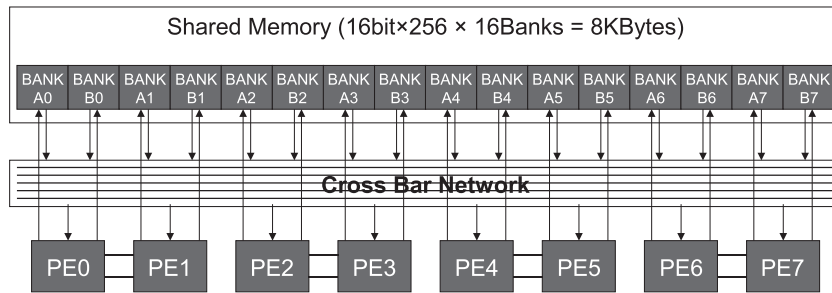 Shared Memory (16bit×256 × 16Banks = 8KBytes)
BANK BANK BANK BANK BANK BANK BANK BANK BANK BANK BANK BANK BANK BANK BANK BANK
A0 B0 A1 B1 A2 B2 A3 B3 A4 B4 A5 B5 A6 B6 A7 B7
Cross Bar Network
PE0 PE1 PE2 PE3 PE4 PE5 PE6 PE7